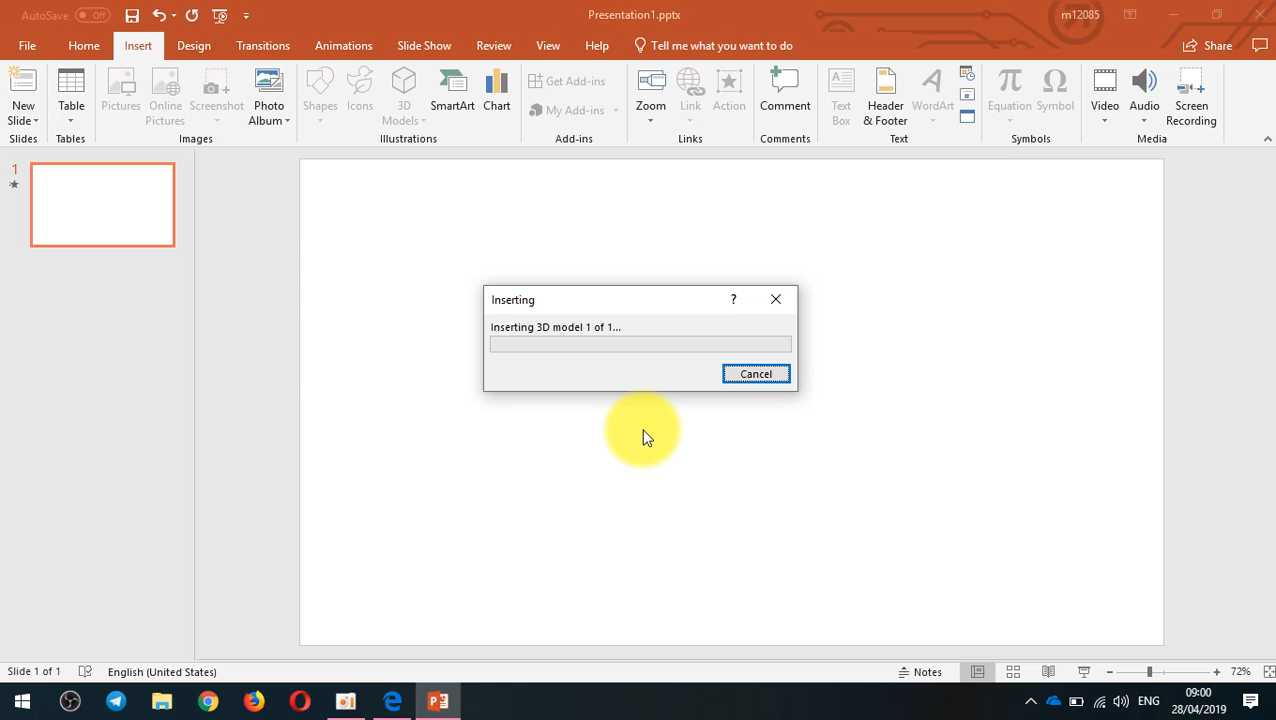 AutoSave Off
Presentation1.pptx
m12085
File Home Insert Design Transitions Animations Slide Show Review View Help Tell me what you want to do
Share
New Slide
Slides
Table
Tables
Pictures
Online Pictures
Screenshot
Photo Album
Images
Shapes
Icons
3D Models
SmartArt
Chart
Illustrations
Get Add-ins
My Add-ins
Add-ins
Zoom
Link
Action
Links
Comment
Comments
Text Box
Header & Footer
WordArt
Text
Equation
Symbol
Symbols
Video
Audio
Screen Recording
Media
1
Inserting
?
Inserting 3D model 1 of 1...
Cancel
Slide 1 of 1
English (United States)
Notes
72%
ENG
09:00
28/04/2019